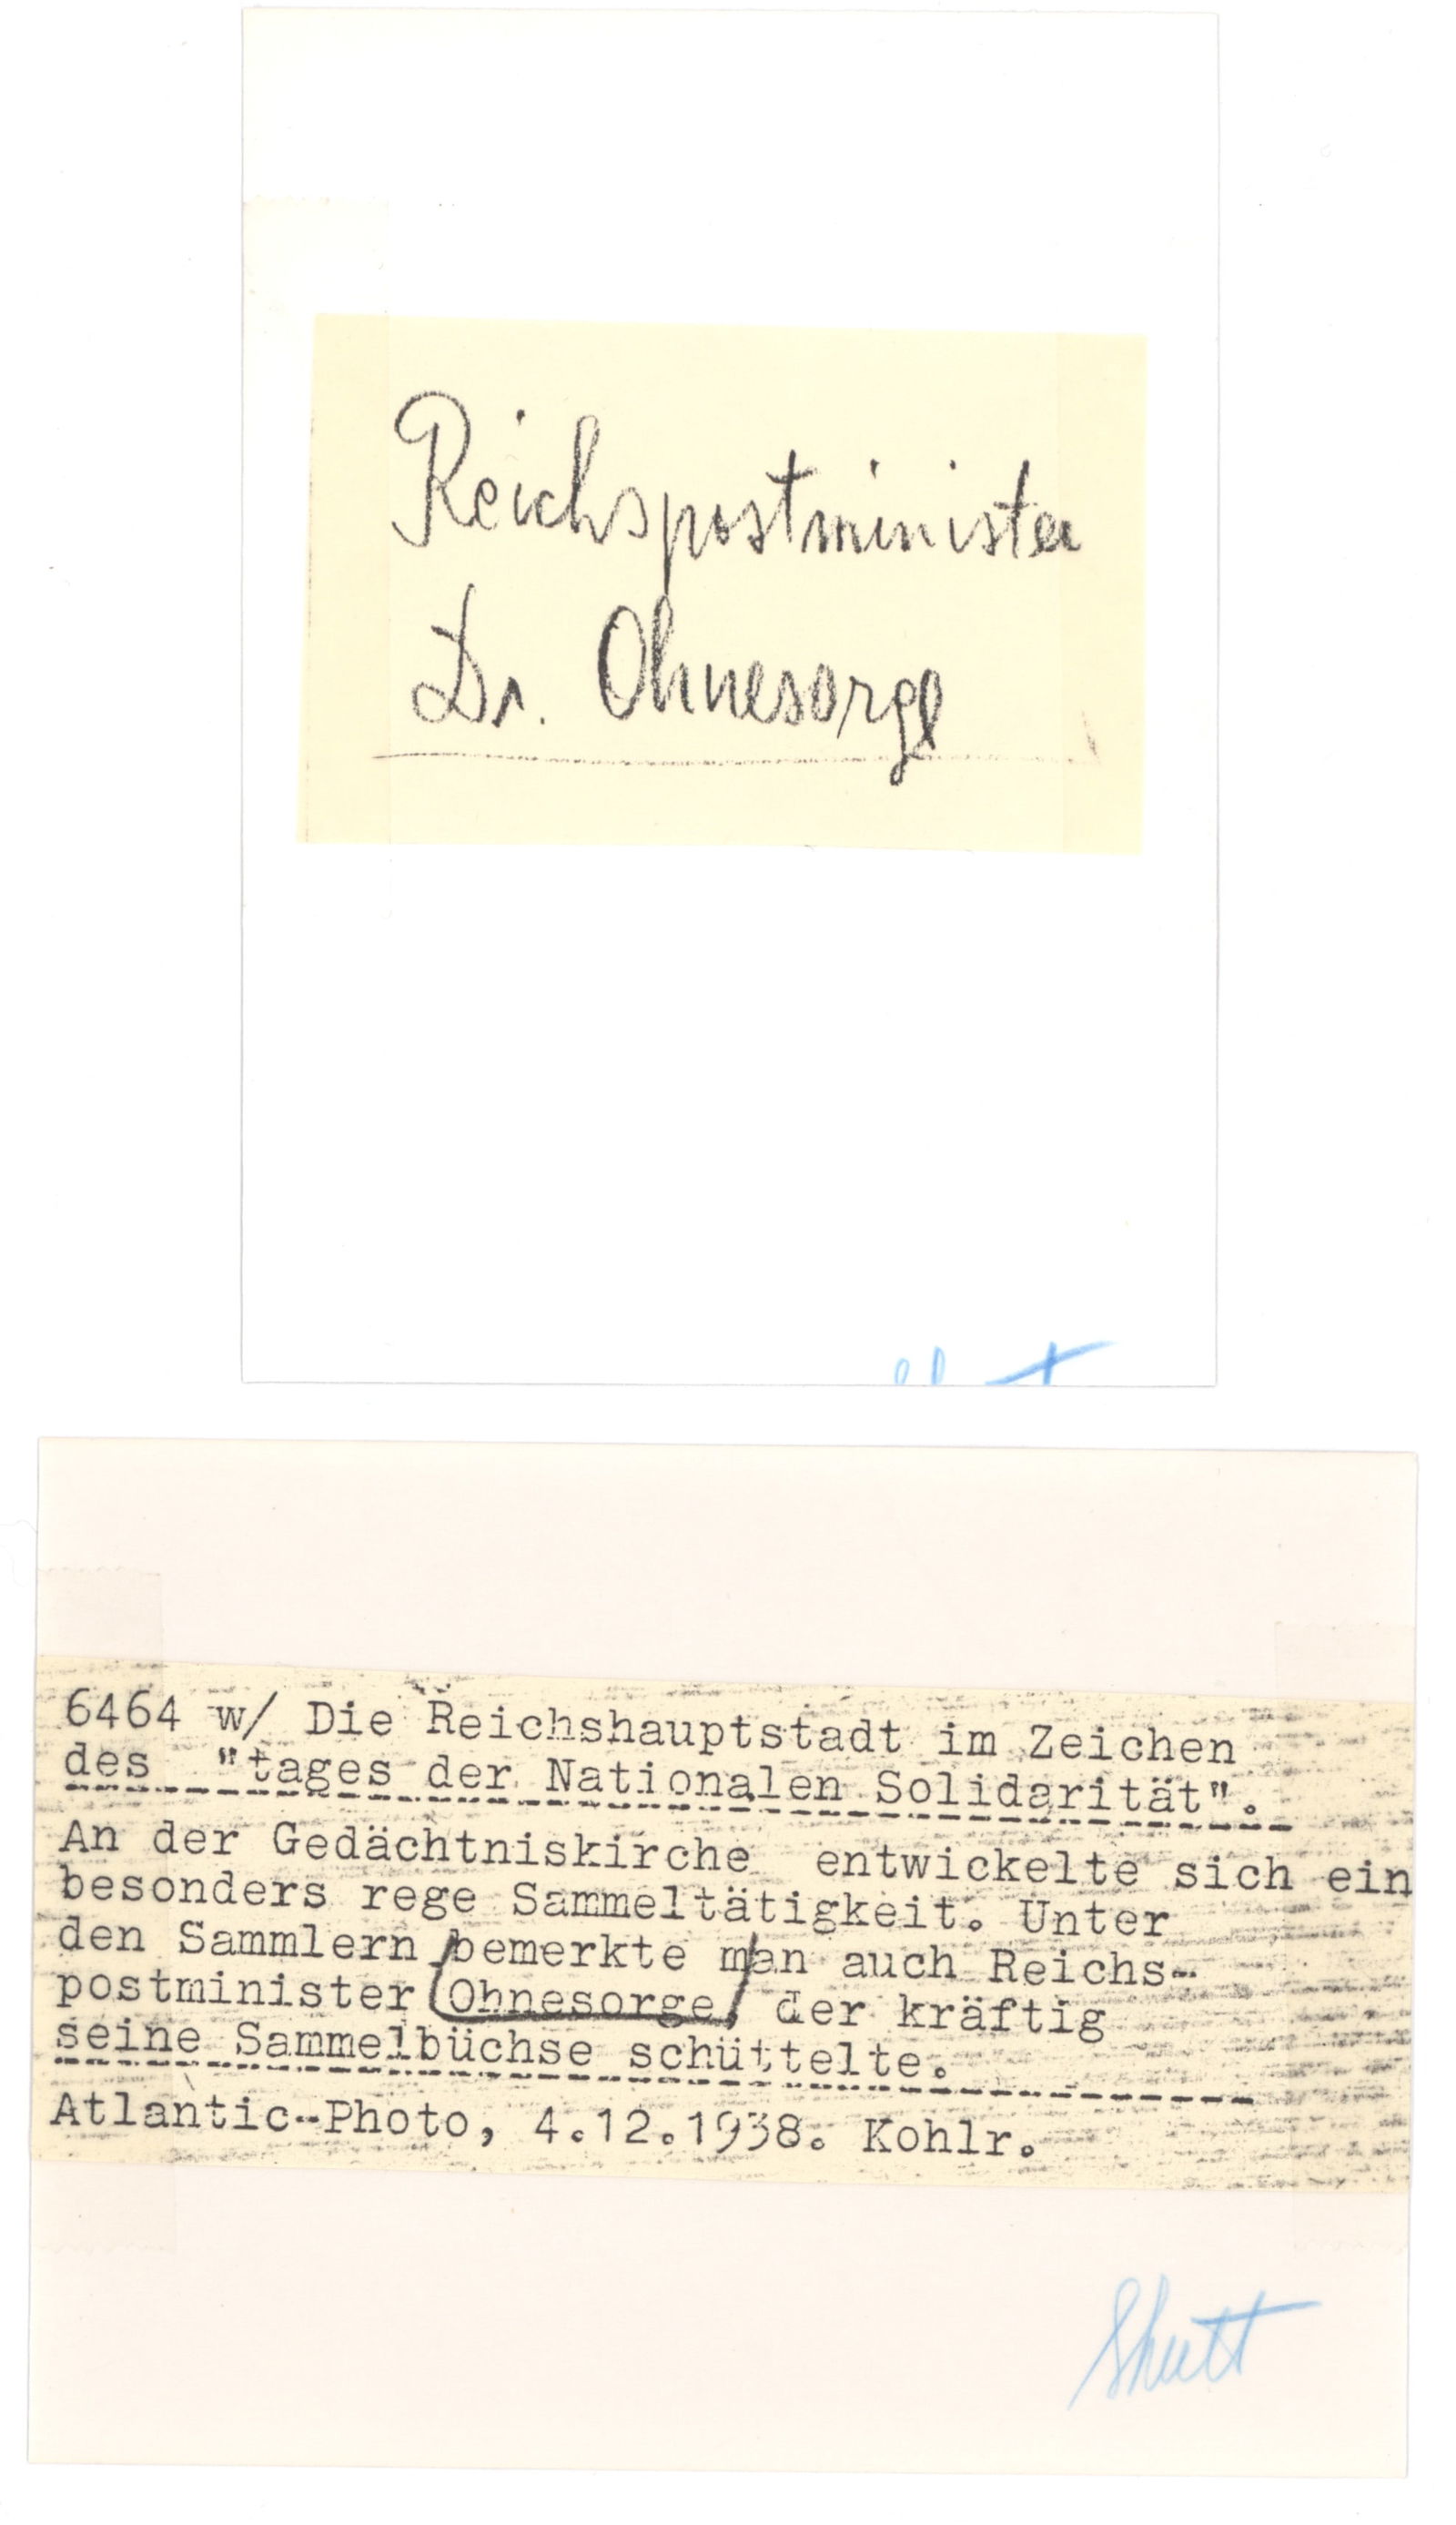 Reichspostminister
Dr. Ohnesorge
6464 w/ Die Reichshauptstadt im Zeichen
des "tages der Nationalen Solidarität".
An der Gedächtniskirche entwickelte sich ein
besonders rege Sammeltätigkeit. Unter
den Sammlern bemerkte man auch Reichs-
postminister Ohnesorge, der kräftig
seine Sammelbüchse schüttelte.
Atlantic-Photo, 4.12.1938. Kohlr.